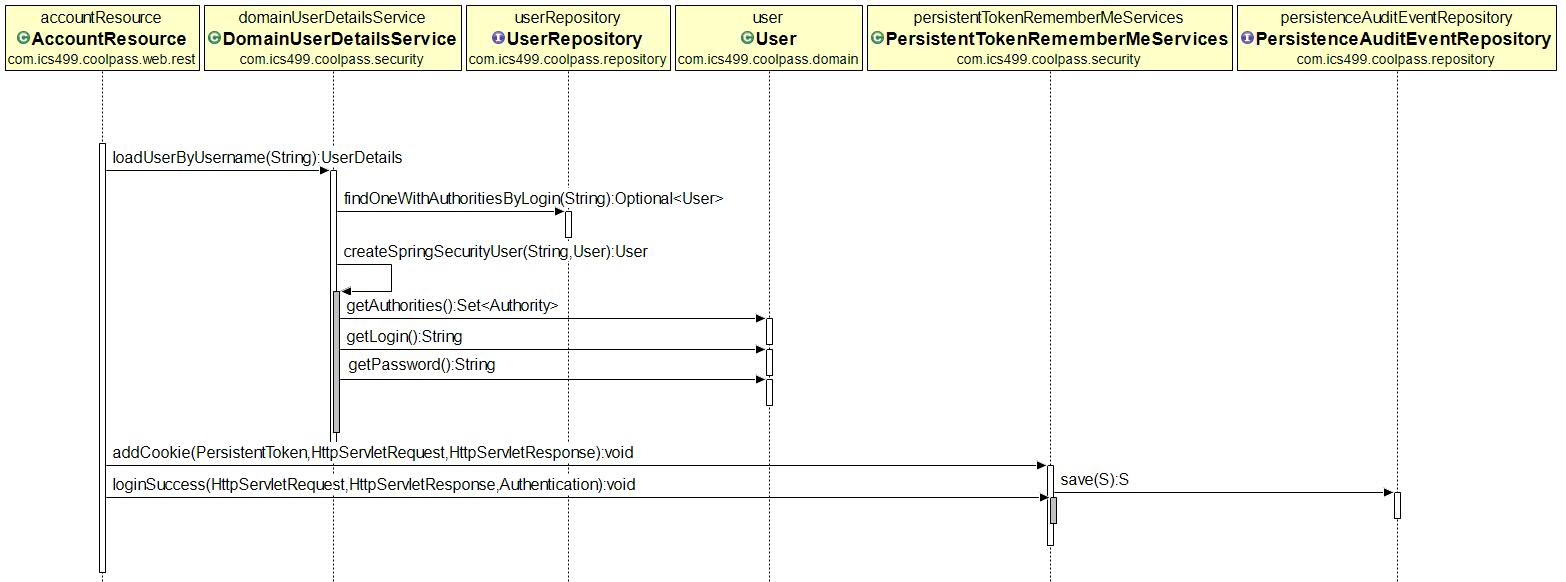 accountResource
AccountResource
com.ics499.coolpass.web.rest
domainUserDetailsService
DomainUserDetailsService
com.ics499.coolpass.security
userRepository
UserRepository
com.ics499.coolpass.repository
user
User
com.ics499.coolpass.domain
persistentTokenRememberMeServices
PersistentTokenRememberMeServices
com.ics499.coolpass.security
persistenceAuditEventRepository
PersistenceAuditEventRepository
com.ics499.coolpass.repository
loadUserByUsername(String):UserDetails
findOneWithAuthoritiesByLogin(String):Optional<User>
createSpringSecurityUser(String,User):User
getAuthorities():Set<Authority>
getLogin():String
getPassword():String
addCookie(PersistentToken,HttpServletRequest,HttpServletResponse):void
loginSuccess(HttpServletRequest,HttpServletResponse,Authentication):void
save(S):S